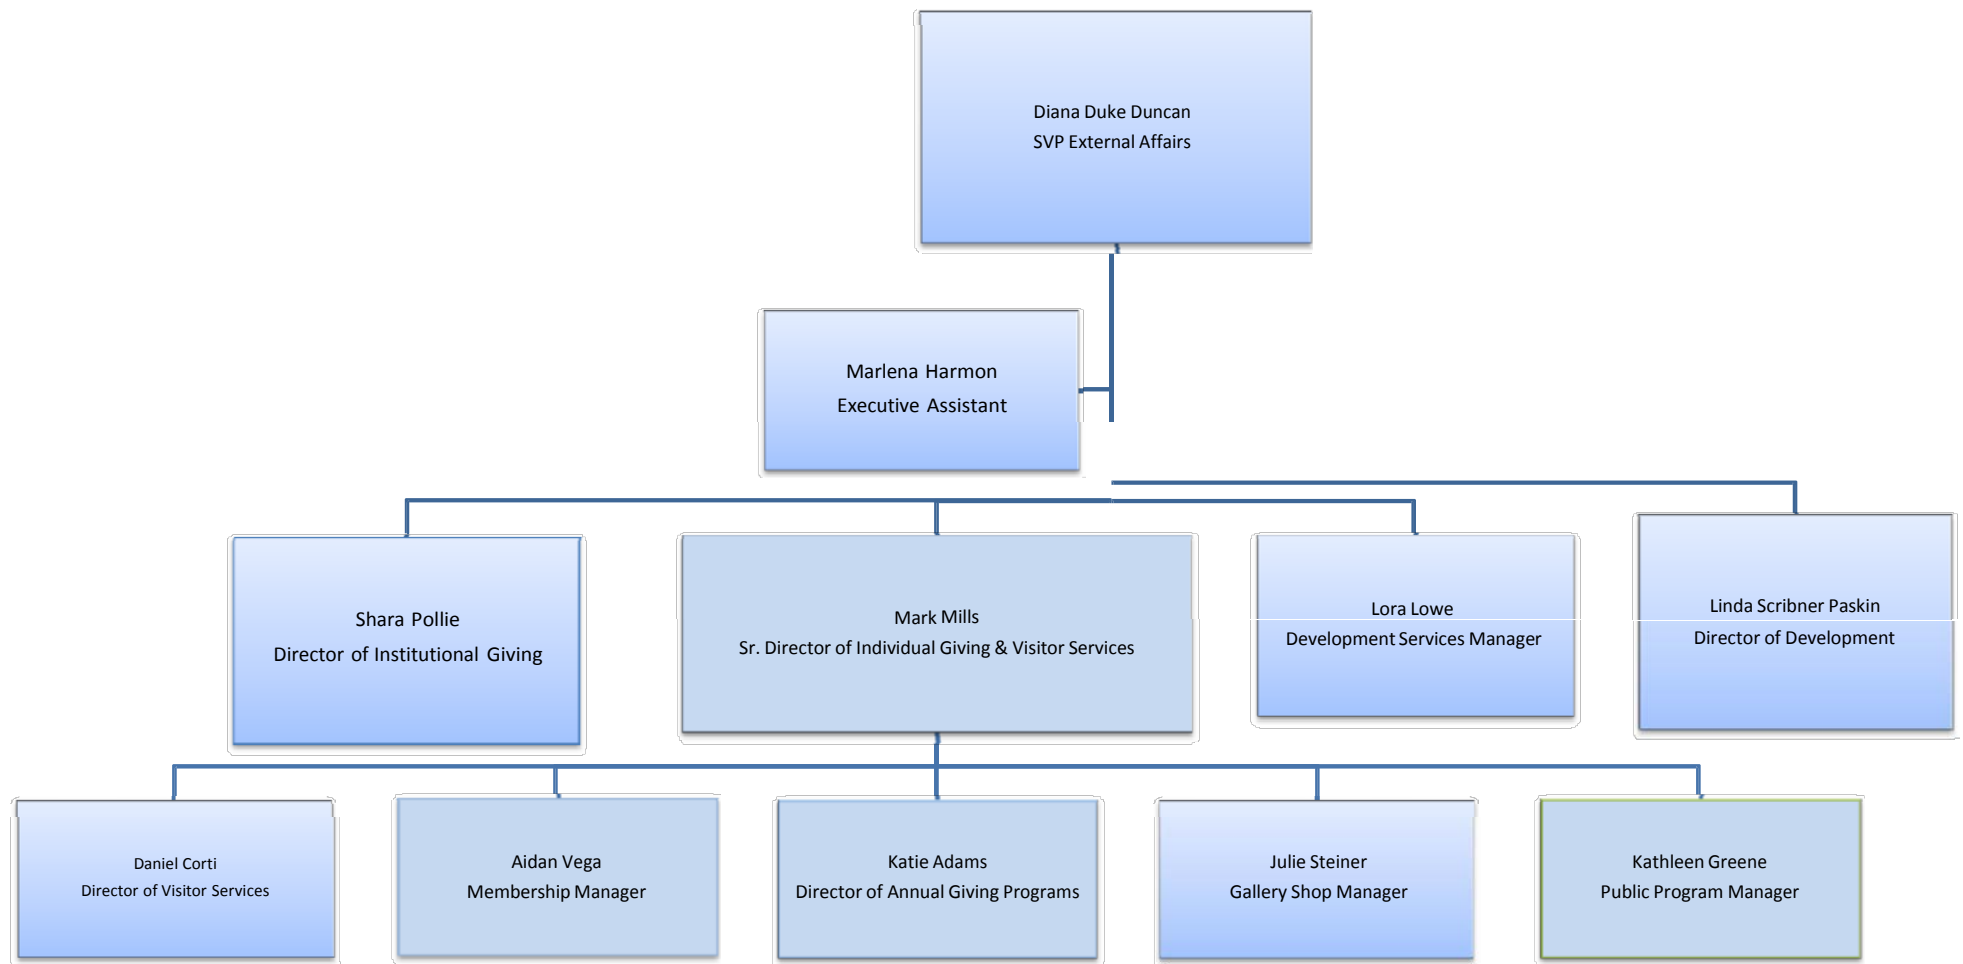 Diana Duke Duncan
SVP External Affairs
Marlena Harmon
Executive Assistant
Shara Pollie
Director of Institutional Giving
Mark Mills
Sr. Director of Individual Giving & Visitor Services
Lora Lowe
Development Services Manager
Linda Scribner Paskin
Director of Development
Daniel Corti
Director of Visitor Services
Aidan Vega
Membership Manager
Katie Adams
Director of Annual Giving Programs
Julie Steiner
Gallery Shop Manager
Kathleen Greene
Public Program Manager